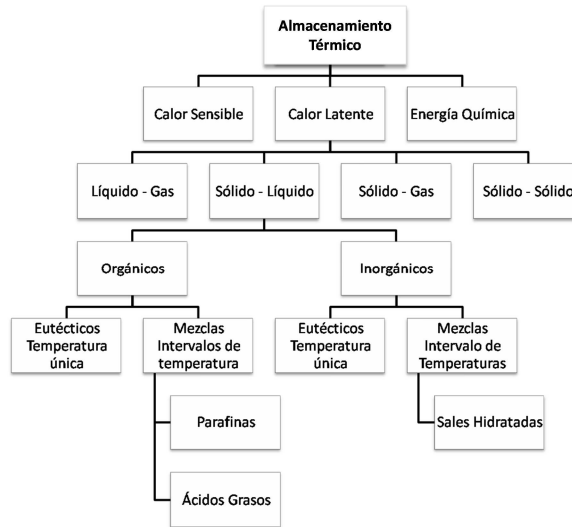 Almacenamiento
Térmico
Calor Sensible
Calor Latente
Energía Química
Líquido - Gas
Sólido - Líquido
Sólido - Gas
Sólido - Sólido
Orgánicos
Inorgánicos
Eutécticos
Temperatura
única
Mezclas
Intervalos de
temperatura
Eutécticos
Temperatura
única
Mezclas
Intervalo de
Temperaturas
Parafinas
Sales Hidratadas
Ácidos Grasos